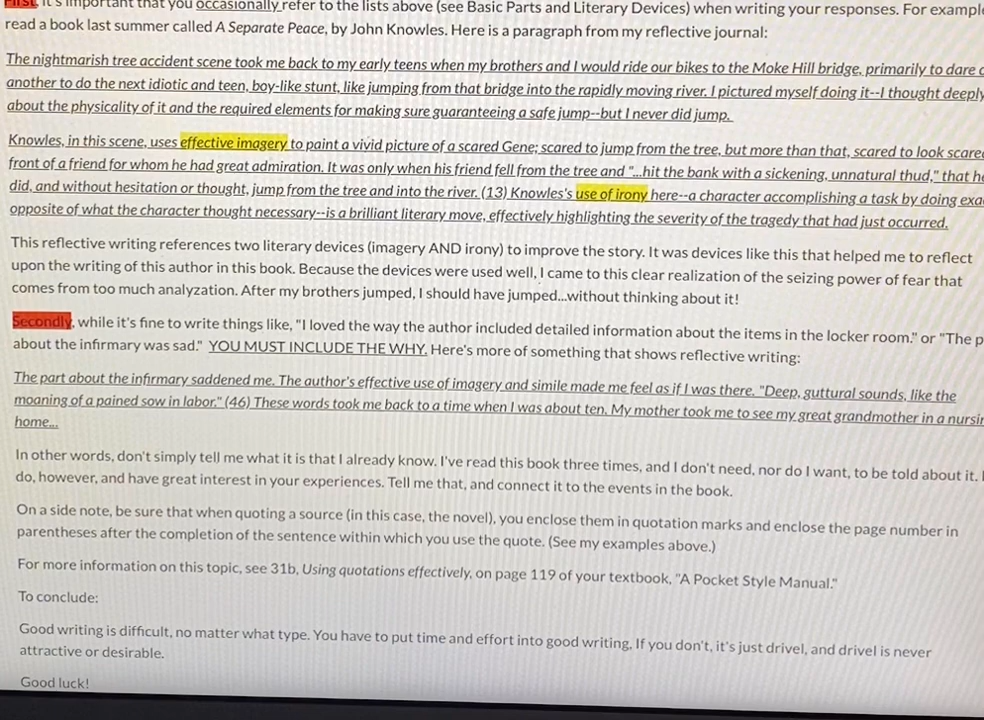 First, it's important that you occasionally refer to the lists above (see Basic Parts and Literary Devices) when writing your responses. For
read a book last summer called A Separate Peace, by John Knowles. Here is a paragraph from my reflective journal:
The nightmarish tree accident scene took me back to my early teens when my brothers and I would ride our bikes to the Moke Hill bridge, primarily to dare
another to do the next idiotic and teen, boy-like stunt, like jumping from that bridge into the rapidly moving river. I pictured myself doing it--I thought deeply
about the physicality of it and the required elements for making sure guaranteeing a safe jump--but I never did jump.
Knowles, in this scene, uses effective imagery to paint a vivid picture of a scared Gene; scared to jump from the tree, but more than that, scared to look
front of a friend for whom he had great admiration. It was only when his friend fell from the tree and "...hit the bank with a sickening, unnatural thud," that
did, and without hesitation or thought, jump from the tree and into the river. (13) Knowles's use of irony here--a character accomplishing a task by doing
opposite of what the character thought necessary--is a brilliant literary move, effectively highlighting the severity of the tragedy that had just occurred.
This reflective writing references two literary devices (imagery AND irony) to improve the story. It was devices like this that helped me to reflect
upon the writing of this author in this book. Because the devices were used well, I came to this clear realization of the seizing power of fear that
comes from too much analyzation. After my brothers jumped, I should have jumped...without thinking about it!
Secondly, while it's fine to write things like, "I loved the way the author included detailed information about the items in the locker room." or "The
about the infirmary was sad." YOU MUST INCLUDE THE WHY. Here's more of something that shows reflective writing:
The part about the infirmary saddened me. The author's effective use of imagery and simile made me feel as if I was there. "Deep, guttural sounds, like the
moaning of a pained sow in labor." (46) These words took me back to a time when I was about ten. My mother took me to see my great grandmother in a
home...
In other words, don't simply tell me what it is that I already know. I've read this book three times, and I don't need, nor do I want, to be told about it.
do, however, and have great interest in your experiences. Tell me that, and connect it to the events in the book.
On a side note, be sure that when quoting a source (in this case, the novel), you enclose them in quotation marks and enclose the page number in
parentheses after the completion of the sentence within which you use the quote. (See my examples above.)
For more information on this topic, see 31b, Using quotations effectively, on page 119 of your textbook, "A Pocket Style Manual."
To conclude:
Good writing is difficult, no matter what type. You have to put time and effort into good writing, If you don't, it's just drivel, and drivel is never
attractive or desirable.
Good luck!